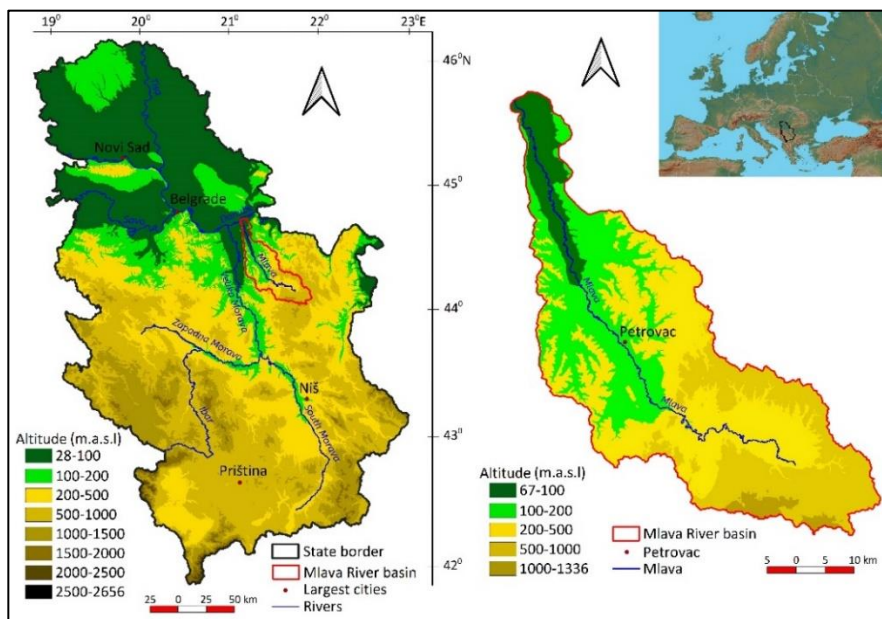 19° 20° 21° 22° 23°E
46°N
45°
44°
43°
42°
Novi Sad
Belgrade
Mlava
Zapadna Morava
Ibar
Niš
South Morava
Priština
Altitude (m.a.s.l)
28-100
100-200
200-500
500-1000
1000-1500
1500-2000
2000-2500
2500-2656
State border
Mlava River basin
Largest cities
Rivers
25 0 25 50 km
Mlava
Petrovac
Mlava
Altitude (m.a.s.l)
67-100
100-200
200-500
500-1000
1000-1336
Mlava River basin
Petrovac
Mlava
5 0 5 10 km